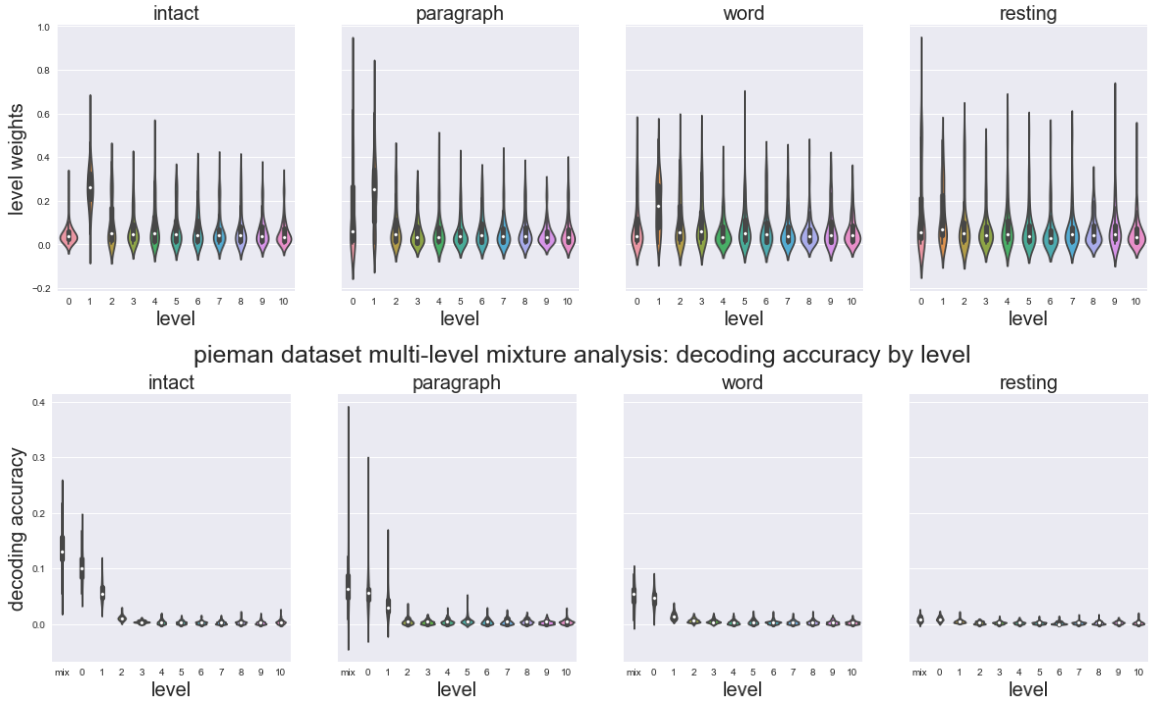 intact paragraph word resting
level weights
1.0
0.8
0.6
0.4
0.2
0.0
−0.2
0 1 2 3 4 5 6 7 8 9 10 0 1 2 3 4 5 6 7 8 9 10 0 1 2 3 4 5 6 7 8 9 10 0 1 2 3 4 5 6 7 8 9 10
level level level level
pieman dataset multi-level mixture analysis: decoding accuracy by level
intact paragraph word resting
decoding accuracy
0.4
0.3
0.2
0.1
0.0
mix 0 1 2 3 4 5 6 7 8 9 10 mix 0 1 2 3 4 5 6 7 8 9 10 mix 0 1 2 3 4 5 6 7 8 9 10 mix 0 1 2 3 4 5 6 7 8 9 10
level level level level